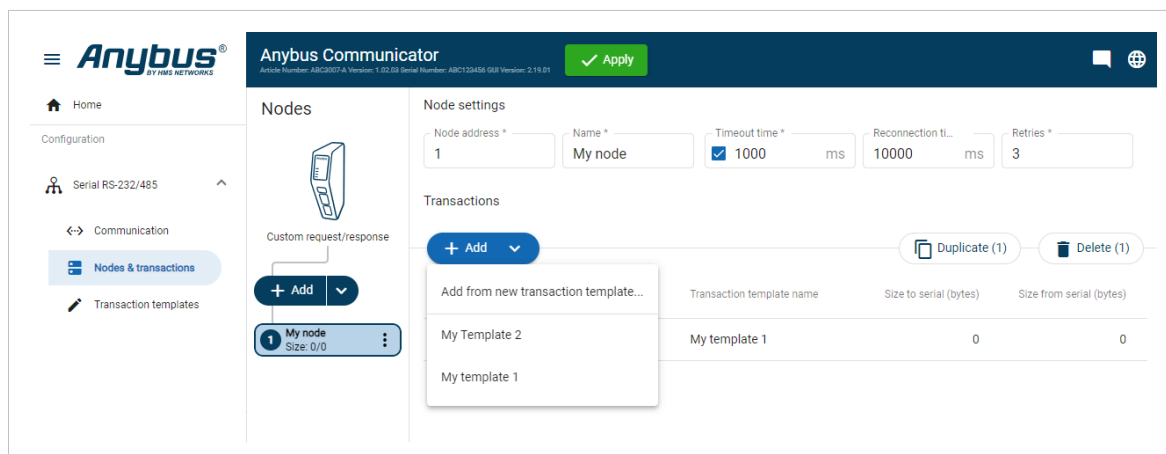 Anybus®
BY HMS NETWORKS
Anybus Communicator
Article Number: ABC3007-A Version: 1.02.03 Serial Number: ABC123456 GUI Version: 2.19.01
Apply
Home
Configuration
Serial RS-232/485
Communication
Nodes & transactions
Transaction templates
Nodes
Custom request/response
+ Add
1 My node
Size: 0/0
Node settings
Node address * Name * Timeout time * Reconnection ti... Retries *
1 My node 1000 ms 10000 ms 3
Transactions
+ Add Duplicate (1) Delete (1)
Add from new transaction template...
My Template 2
My template 1
Transaction template name Size to serial (bytes) Size from serial (bytes)
My template 1 0 0